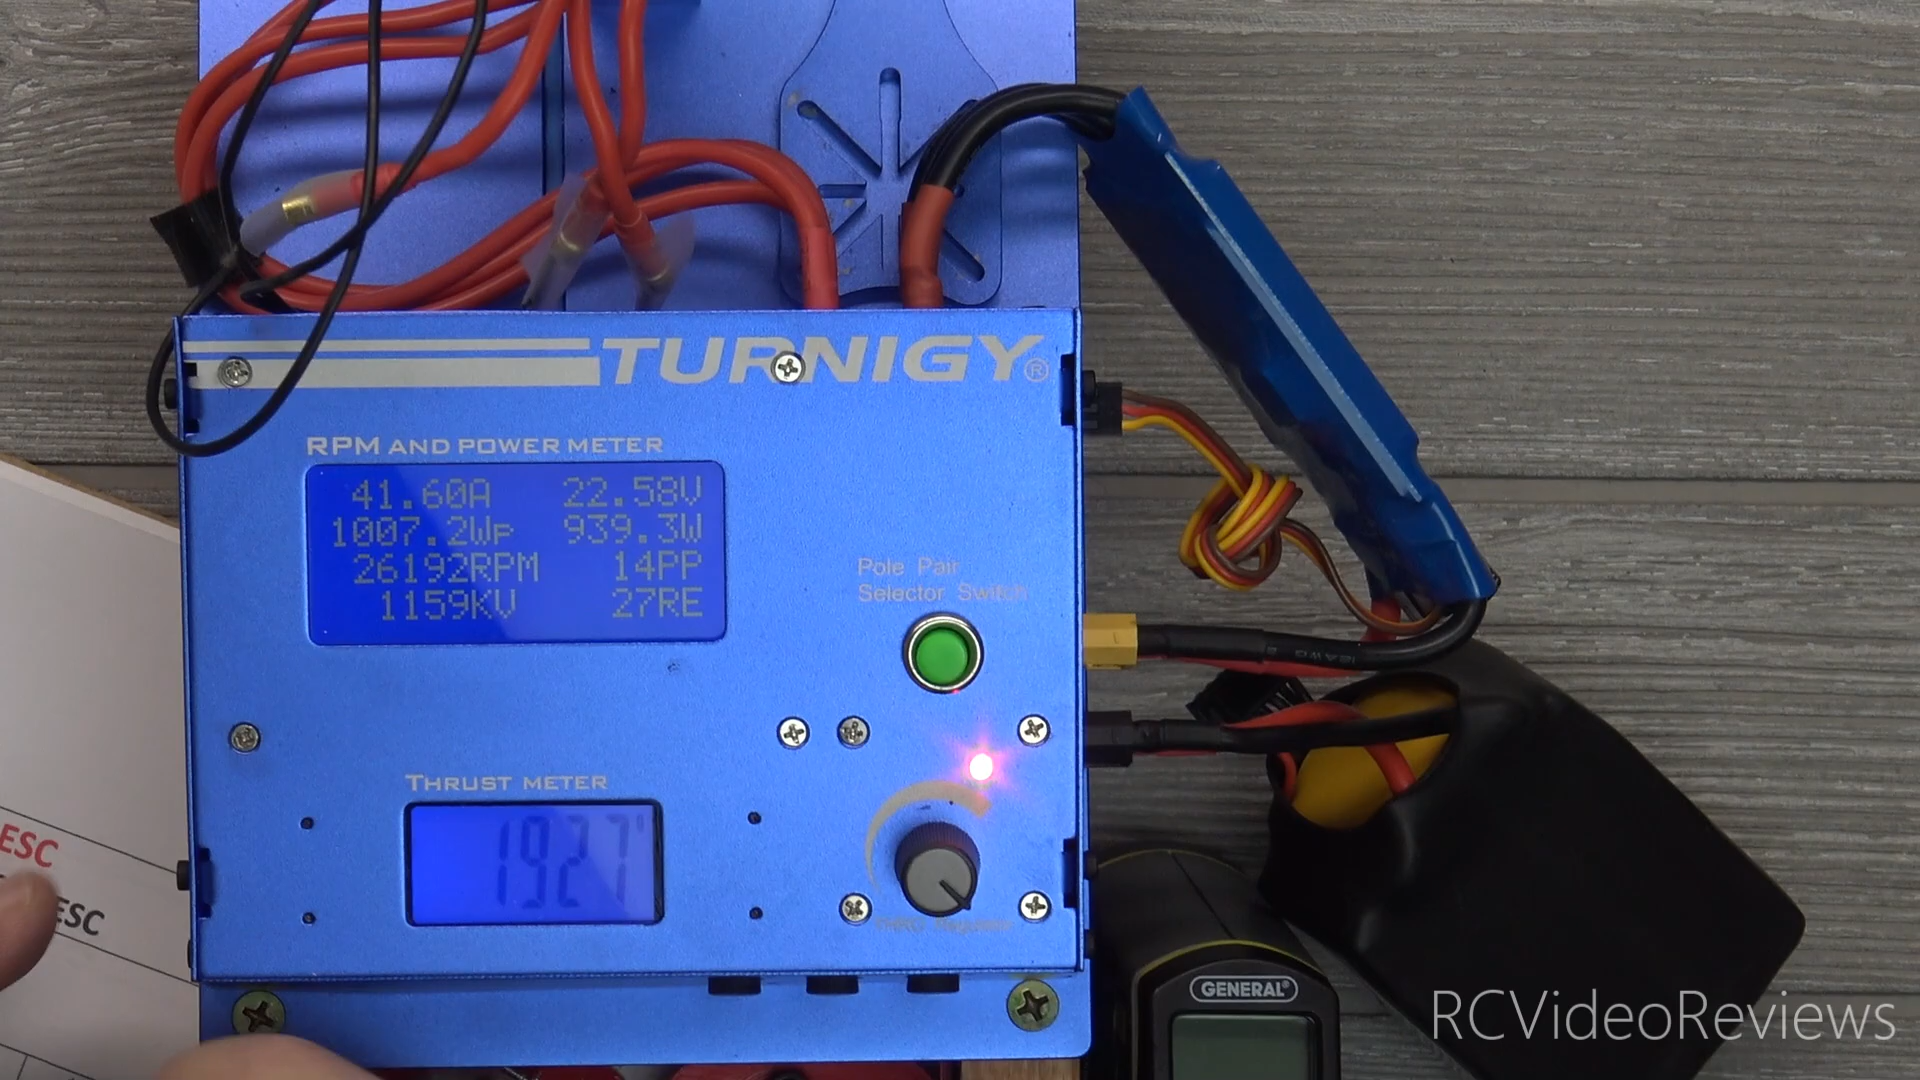 TURNIGY®
RPM AND POWER METER
41.60A 22.58V
1007.2Wp 939.3W
26192RPM 14PP
1159KV 27RE
Pole Pair
Selector Switch
THRUST METER
1927
ESC
ESC
12AWG
GENERAL®
RCVideoReviews